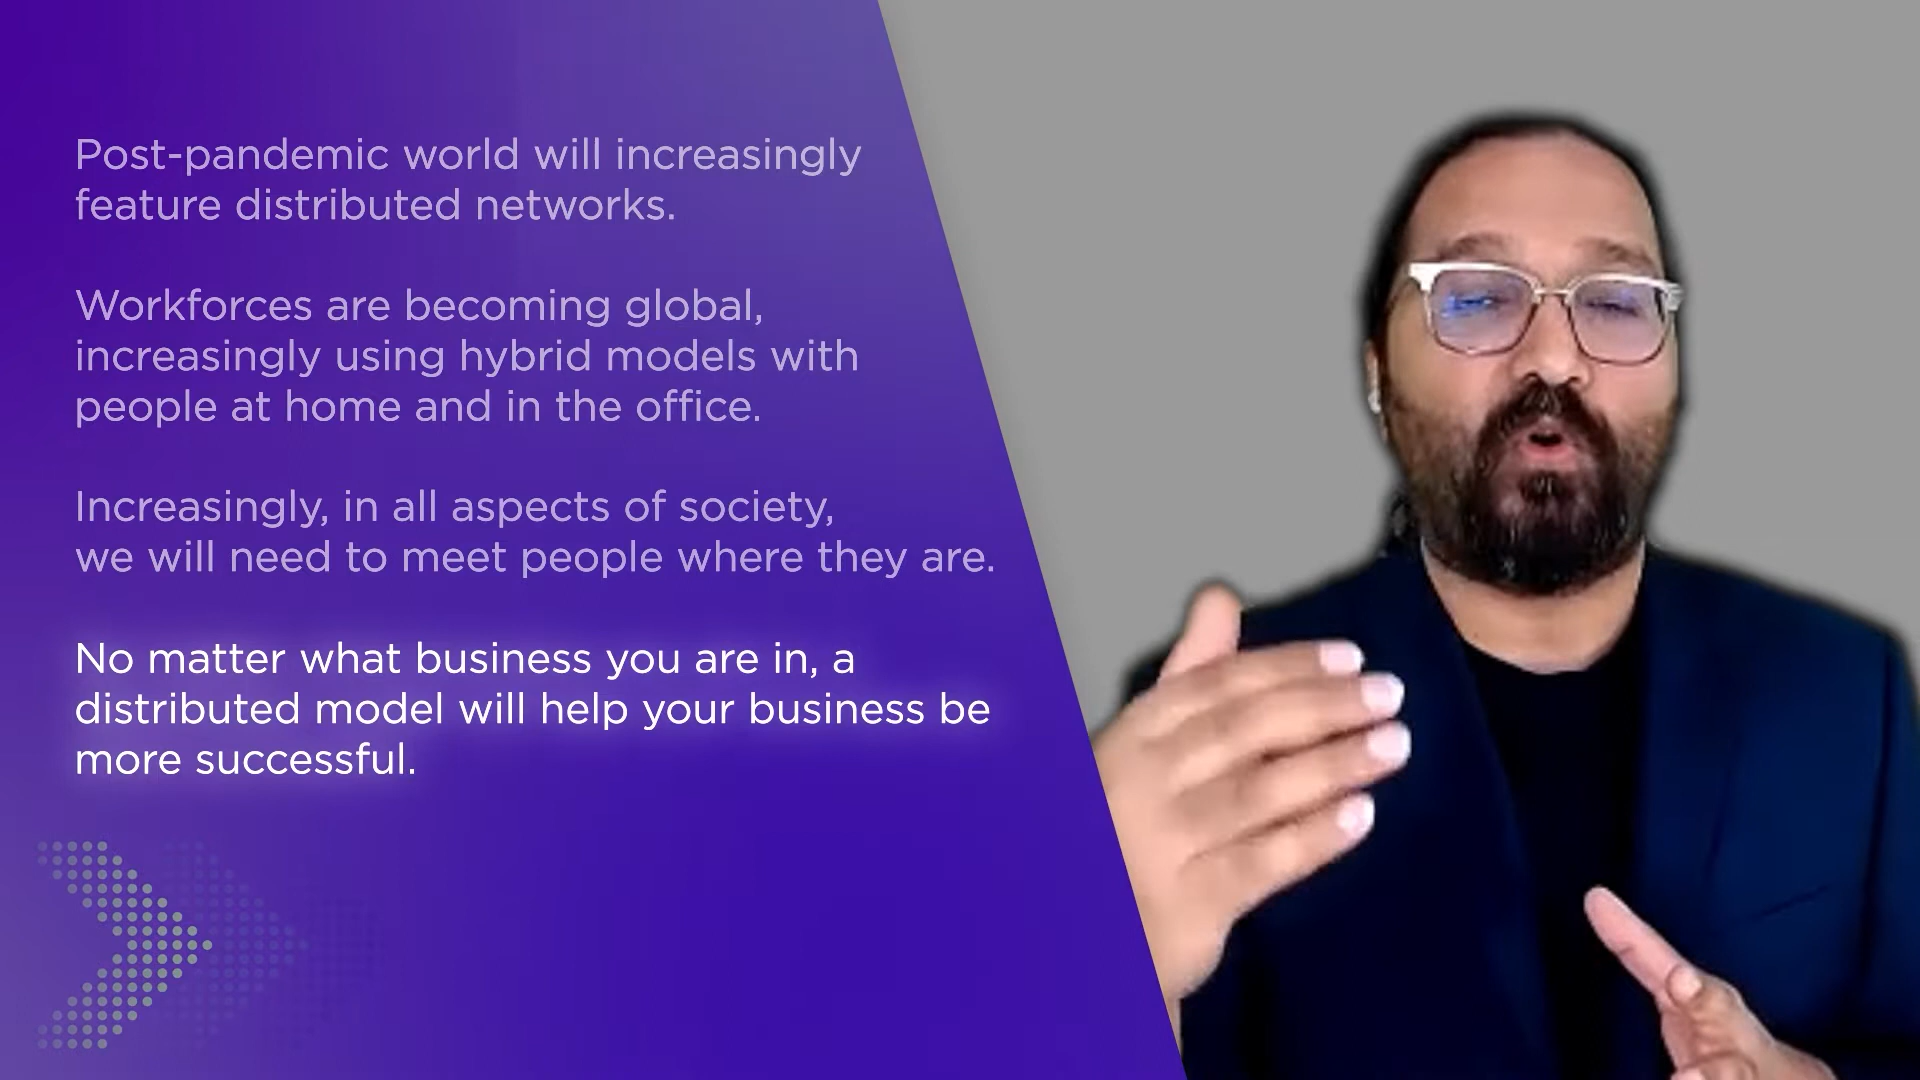 Post-pandemic world will increasingly
feature distributed networks.
Workforces are becoming global,
increasingly using hybrid models with
people at home and in the office.
Increasingly, in all aspects of society,
we will need to meet people where they are.
No matter what business you are in, a
distributed model will help your business be
more successful.